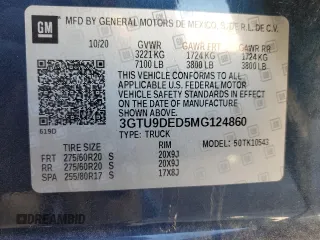 GM
MFD BY GENERAL MOTORS DE MEXICO, S. DE R.L. DE C.V.
10/20 GVWR GAWR FRT GAWR RR
3221 KG 1724 KG 1724 KG
7100 LB 3800 LB 3800 LB
THIS VEHICLE CONFORMS TO ALL APPLICABLE U.S. FEDERAL MOTOR VEHICLE SAFETY STANDARDS IN EFFECT ON THE DATE OF MANUFACTURE SHOWN ABOVE.
3GTU9DED5MG124860
619D TYPE: TRUCK
MODEL: 50TK10543
TIRE SIZE RIM
FRT 275/60R20 S 20X9J
RR 275/60R20 S 20X9J
SPA 255/80R17 S 17X8J
AUTOBIDMASTER